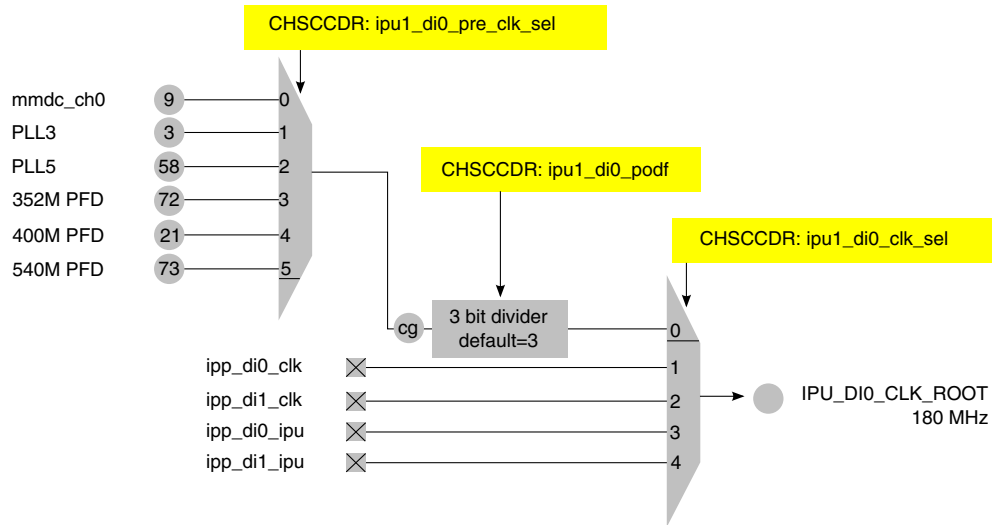 CHSCCDR: ipu1_di0_pre_clk_sel
mmdc_ch0 9 0
PLL3 3 1
PLL5 58 2
352M PFD 72 3
400M PFD 21 4
540M PFD 73 5
CHSCCDR: ipu1_di0_podf
CHSCCDR: ipu1_di0_clk_sel
cg
3 bit divider
default=3
0
ipp_di0_clk 1
ipp_di1_clk 2
ipp_di0_ipu 3
ipp_di1_ipu 4
IPU_DI0_CLK_ROOT
180 MHz